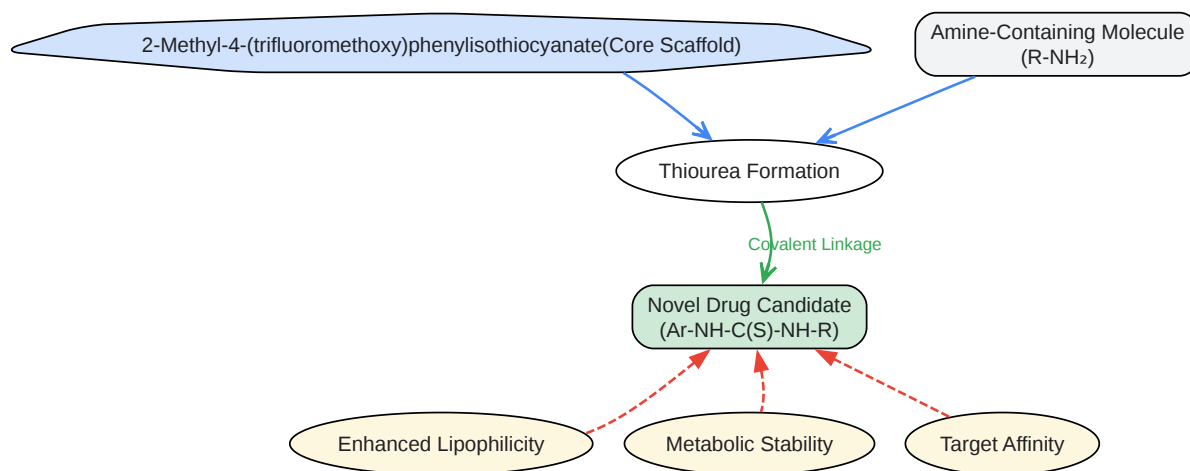 2-Methyl-4-(trifluoromethoxy)phenylisothiocyanate(Core Scaffold)
Amine-Containing Molecule
(R-NH₂)
Thiourea Formation
Covalent Linkage
Novel Drug Candidate
(Ar-NH-C(S)-NH-R)
Enhanced Lipophilicity
Metabolic Stability
Target Affinity